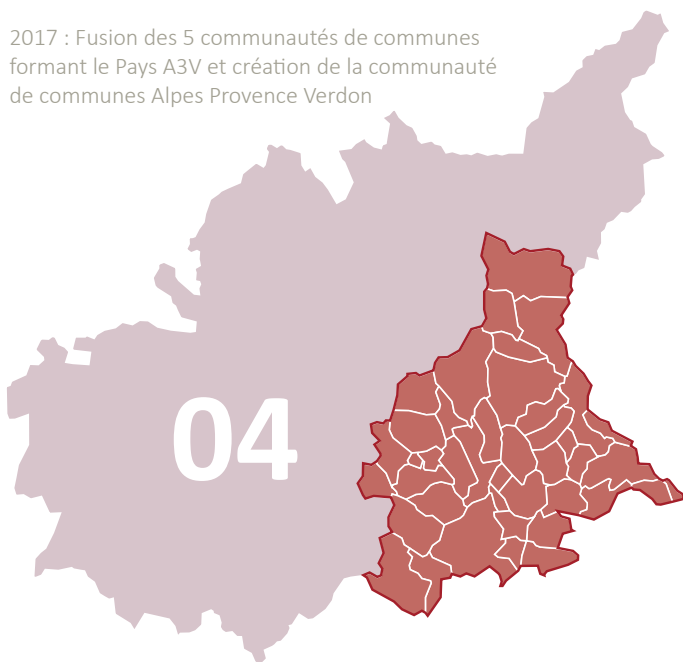 2017 : Fusion des 5 communautés de communes
formant le Pays A3V et création de la communauté
de communes Alpes Provence Verdon
04